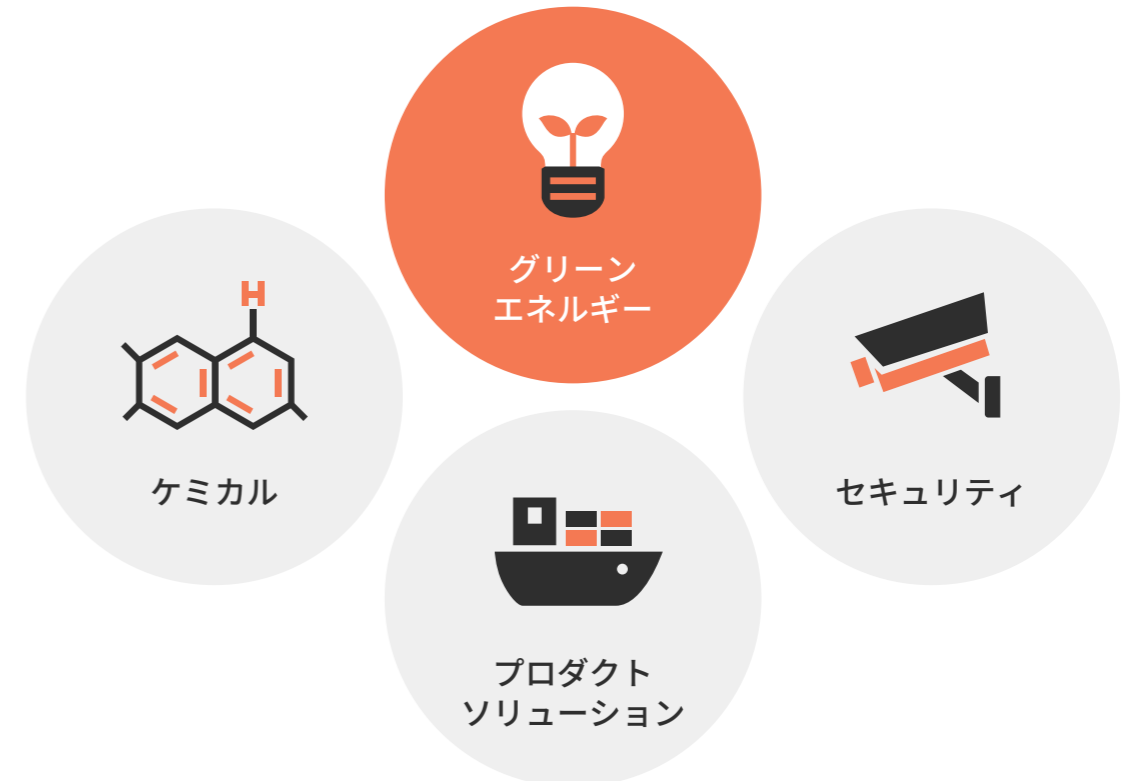 グリーン
エネルギー
H
ケミカル
セキュリティ
プロダクト
ソリューション